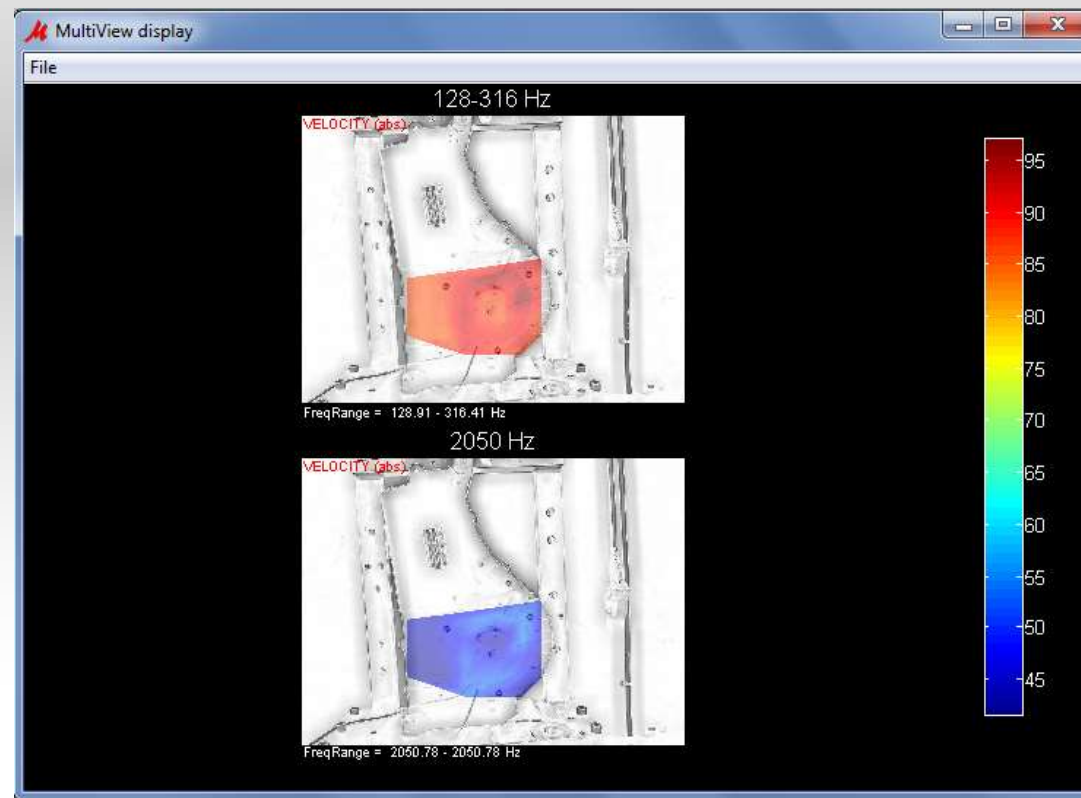 MultiView display
File
128-316 Hz
VELOCITY (abs)
FreqRange = 128.91 - 316.41 Hz
2050 Hz
VELOCITY (abs)
FreqRange = 2050.78 - 2050.78 Hz
95
90
85
80
75
70
65
60
55
50
45